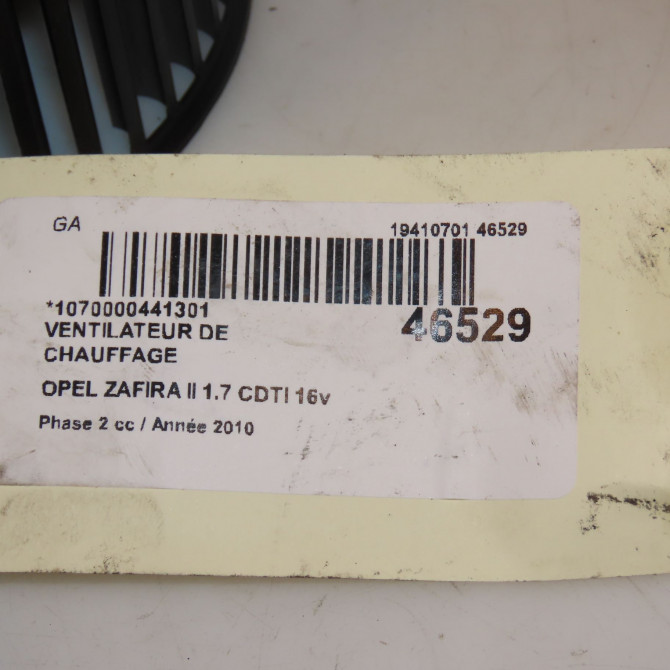 GA
19410701 46529
*1070000441301
46529
VENTILATEUR DE
CHAUFFAGE
OPEL ZAFIRA II 1.7 CDTI 16v
Phase 2 cc / Année 2010